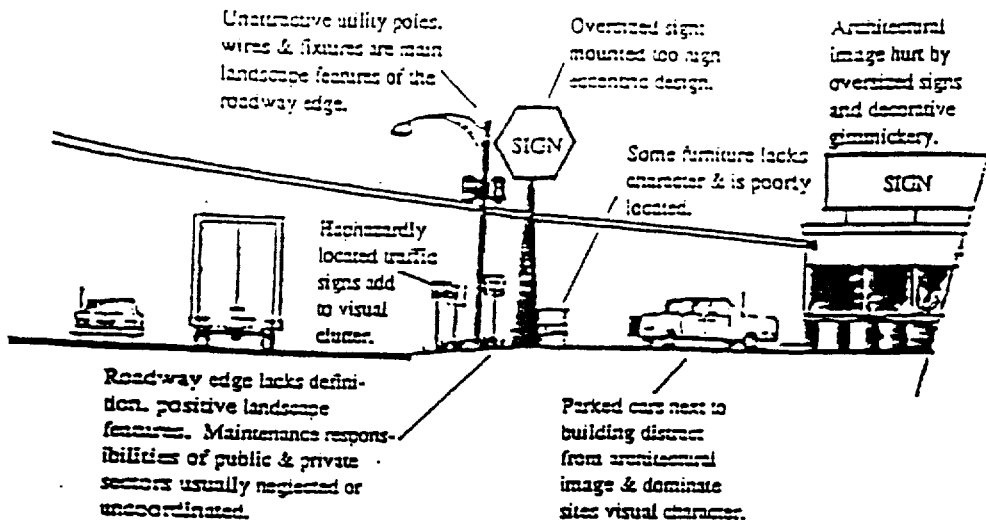 Unattractive utility poles.
wires & fixtures are main
landscape features of the
roadway edge.
Oversized sign
mounted too high
eccentric design.
Architectural
image hurt by
oversized signs
and decorative
gimmickery.
SIGN
Some furniture lacks
character & is poorly
located.
SIGN
Haphazardly
located traffic
signs add
to visual
clutter.
Roadway edge lacks defini-
tion, positive landscape
features. Maintenance respons-
ibilities of public & private
sectors usually neglected or
uncoordinated.
Parked cars next to
building distract
from architectural
image & dominate
sites visual character.